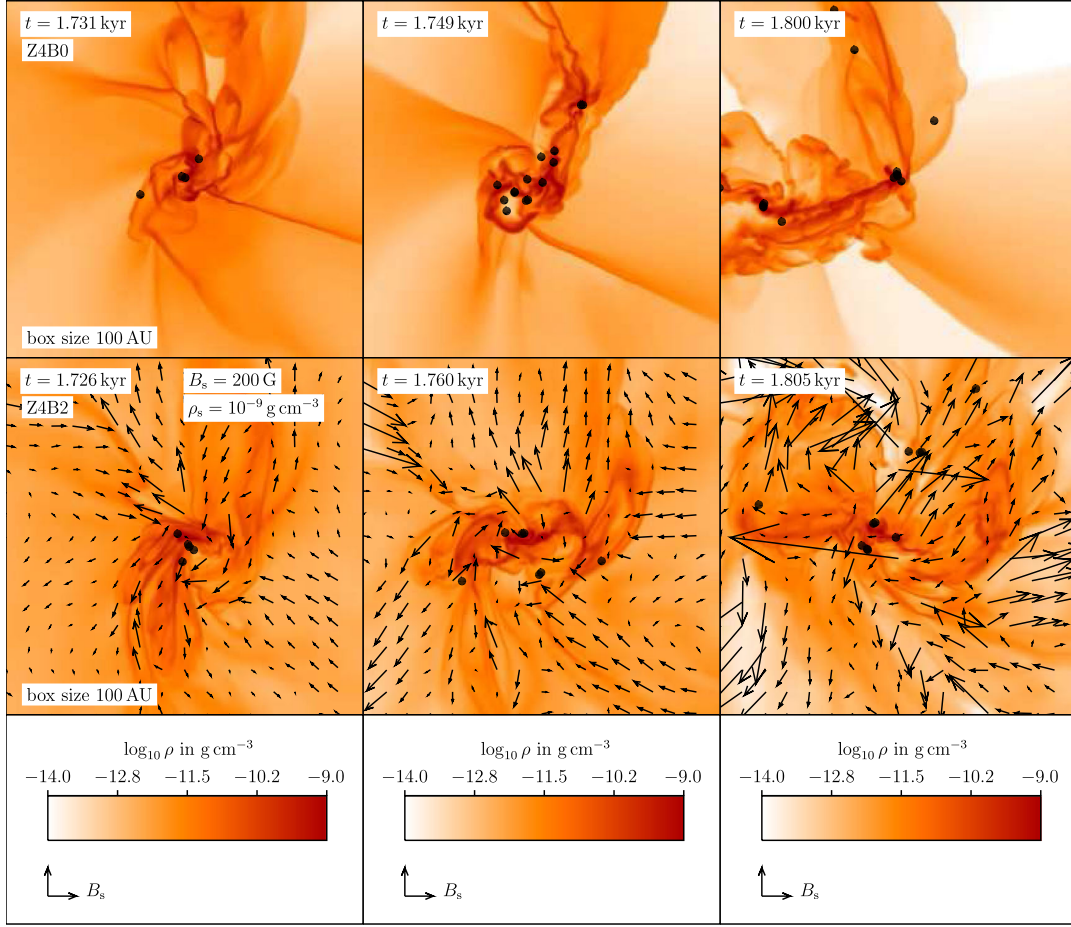 t = 1.731 kyr
Z4B0
box size 100 AU
t = 1.749 kyr
t = 1.800 kyr
t = 1.726 kyr
Z4B2
B_s = 200 G
ρ_s = 10^−9 g cm^−3
box size 100 AU
t = 1.760 kyr
t = 1.805 kyr
log₁₀ ρ in g cm⁻³
−14.0 −12.8 −11.5 −10.2 −9.0
B_s
log₁₀ ρ in g cm⁻³
−14.0 −12.8 −11.5 −10.2 −9.0
B_s
log₁₀ ρ in g cm⁻³
−14.0 −12.8 −11.5 −10.2 −9.0
B_s